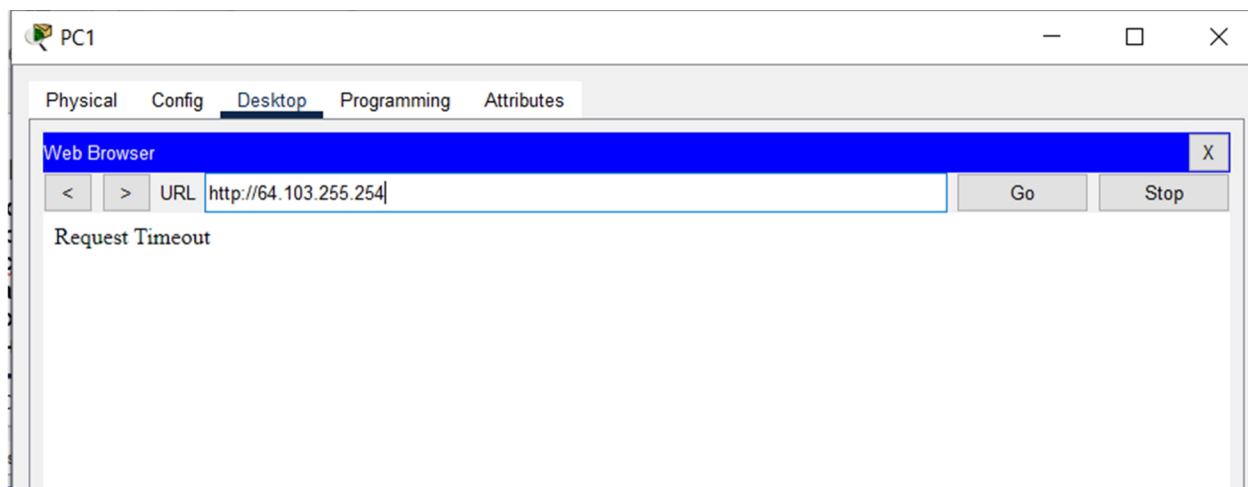 PC1
Physical Config Desktop Programming Attributes
Web Browser X
< > URL http://64.103.255.254 Go Stop
Request Timeout